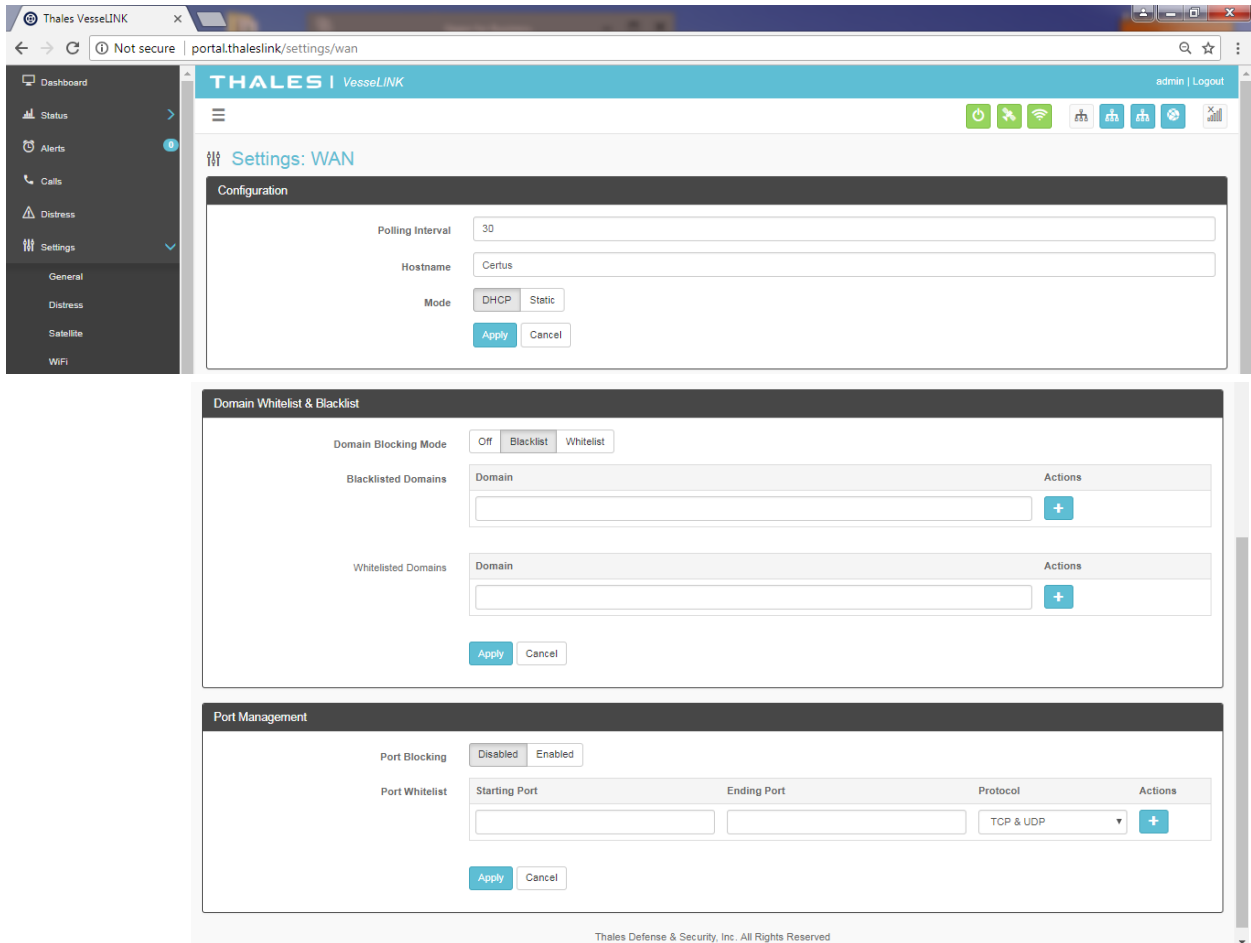 Thales VesseLINK
Not secure | portal.thaleslink/settings/wan
Dashboard
Status
Alerts 0
Calls
Distress
Settings
General
Distress
Satellite
WiFi
THALES | VesseLINK
admin | Logout
Settings: WAN
Configuration
Polling Interval 30
Hostname Certus
Mode DHCP Static
Apply Cancel
Domain Whitelist & Blacklist
Domain Blocking Mode Off Blacklist Whitelist
Blacklisted Domains Domain Actions
Whitelisted Domains Domain Actions
Apply Cancel
Port Management
Port Blocking Disabled Enabled
Port Whitelist Starting Port Ending Port Protocol Actions
TCP & UDP
Apply Cancel
Thales Defense & Security, Inc. All Rights Reserved